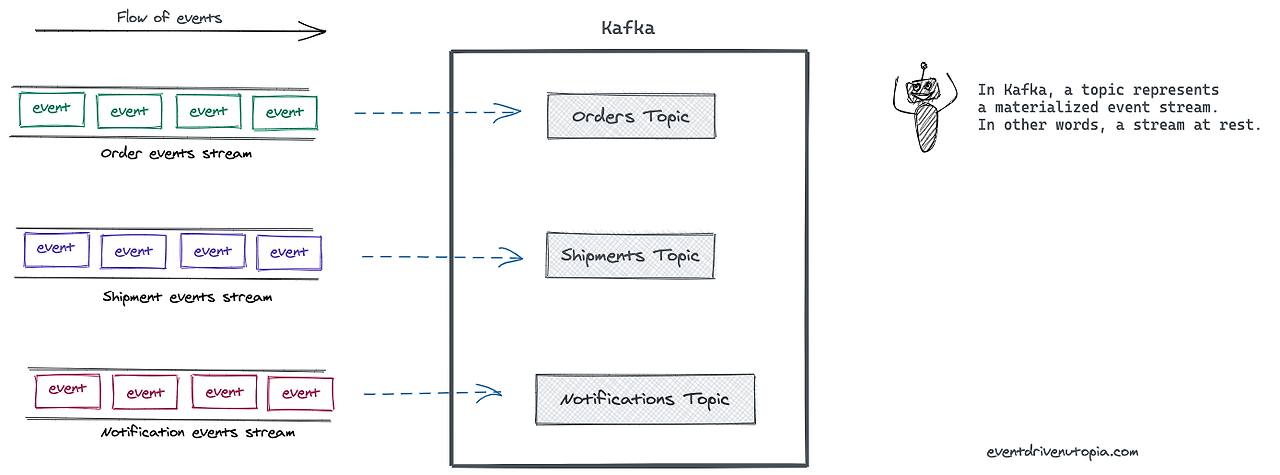 Flow of events
Kafka
event event event event
Orders Topic
Order events stream
In Kafka, a topic represents
a materialized event stream.
In other words, a stream at rest.
event event event event
Shipments Topic
Shipment events stream
event event event event
Notifications Topic
Notification events stream
eventdrivenutopia.com